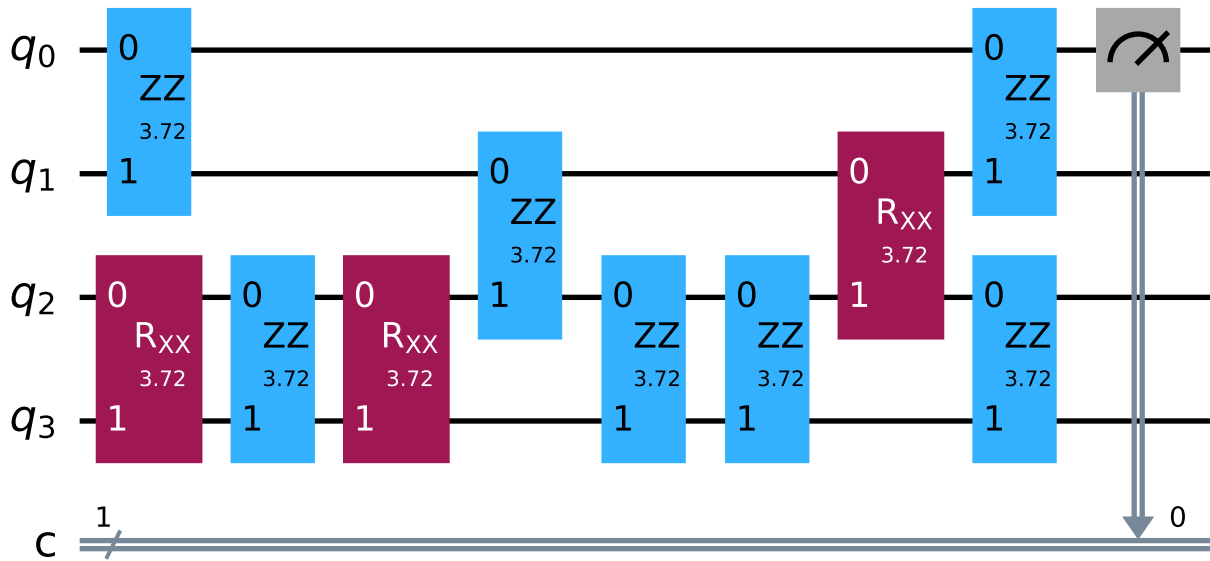 q0 0 ZZ 3.72 1 0 ZZ 3.72 1
q1 0 ZZ 3.72 1 0 RXX 3.72 1
q2 0 RXX 3.72 1 0 ZZ 3.72 1 0 RXX 3.72 1 0 ZZ 3.72 1 0 ZZ 3.72 1 0 ZZ 3.72 1
q3
c 1 0